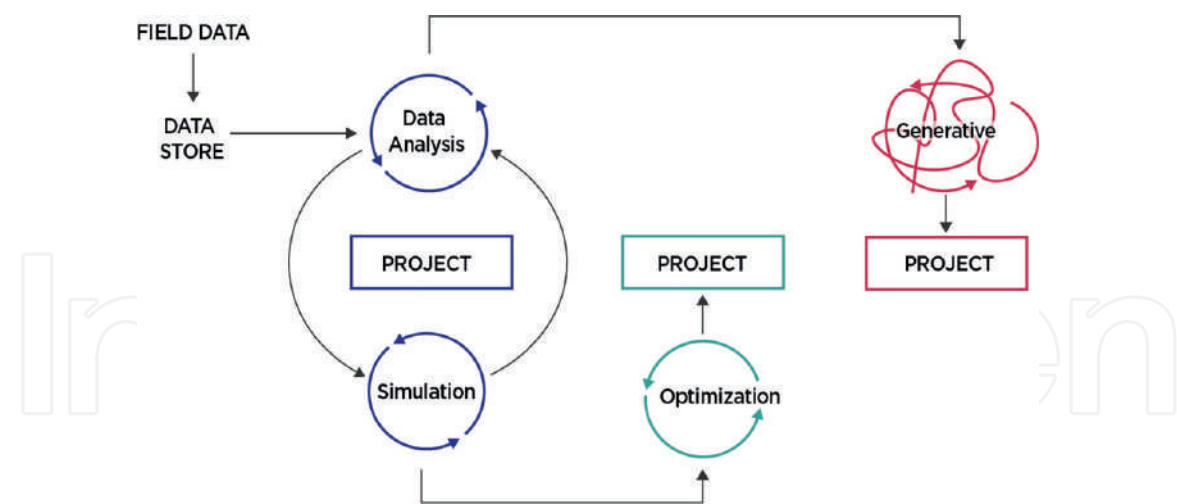 FIELD DATA
DATA
STORE
Data
Analysis
Generative
PROJECT
PROJECT
PROJECT
Simulation
Optimization